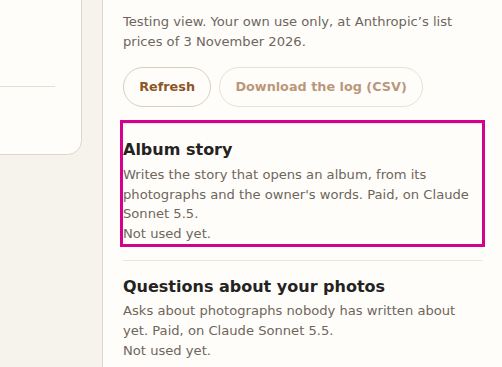 Testing view. Your own use only, at Anthropic’s list
prices of 3 November 2026.
Refresh
Download the log (CSV)
Album story
Writes the story that opens an album, from its
photographs and the owner's words. Paid, on Claude
Sonnet 5.5.
Not used yet.
Questions about your photos
Asks about photographs nobody has written about
yet. Paid, on Claude Sonnet 5.5.
Not used yet.